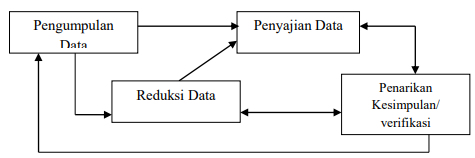 Pengumpulan
Data
Penyajian Data
Reduksi Data
Penarikan
Kesimpulan/
verifikasi